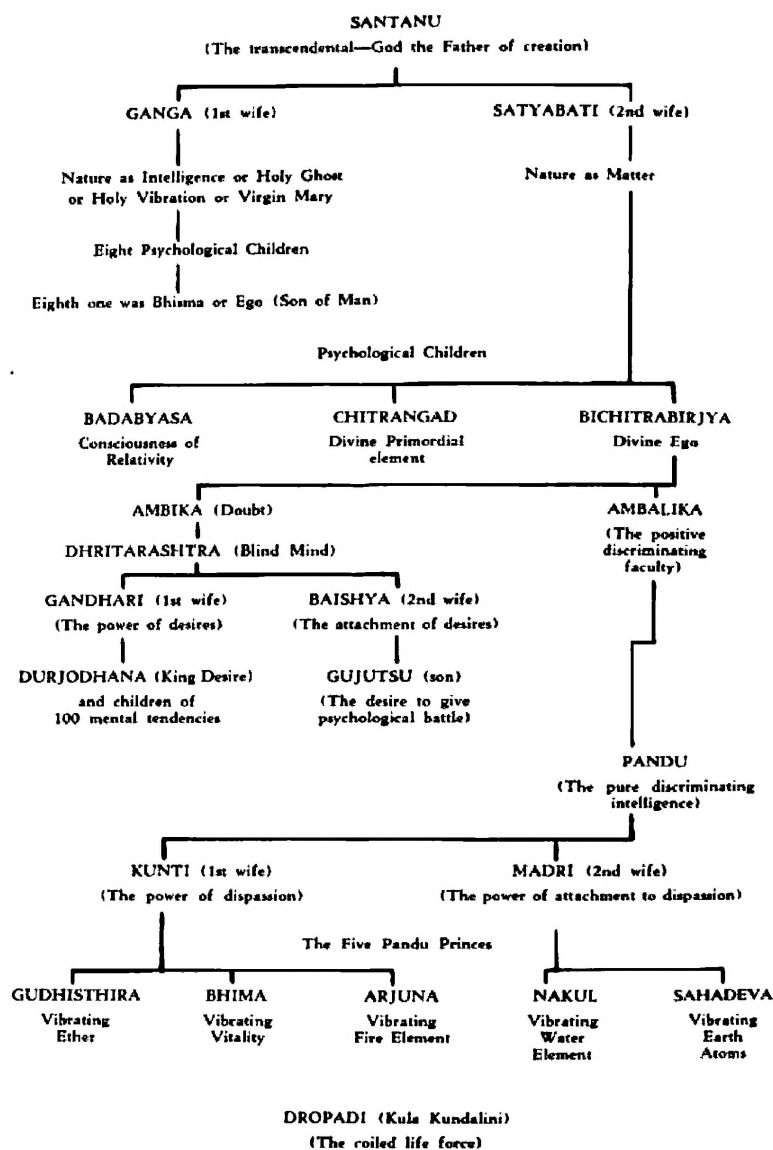 SANTANU
(The transcendental—God the Father of creation)
GANGA (1st wife)
SATYABATI (2nd wife)
Nature as Intelligence or Holy Ghost
or Holy Vibration or Virgin Mary
Nature as Matter
Eight Psychological Children
Eighth one was Bhisma or Ego (Son of Man)
Psychological Children
BADABYASA
Consciousness of
Relativity
CHITRANGAD
Divine Primordial
element
BICHITRABIRJYA
Divine Ego
AMBIKA (Doubt)
AMBALIKA
(The positive
discriminating
faculty)
DHRITARASHTRA (Blind Mind)
GANDHARI (1st wife)
(The power of desires)
BAISHYA (2nd wife)
(The attachment of desires)
DURJODHANA (King Desire)
and children of
100 mental tendencies
GUJUTSU (son)
(The desire to give
psychological battle)
PANDU
(The pure discriminating
intelligence)
KUNTI (1st wife)
(The power of dispassion)
MADRI (2nd wife)
(The power of attachment to dispassion)
The Five Pandu Princes
GUDHISTHIRA
Vibrating
Ether
BHIMA
Vibrating
Vitality
ARJUNA
Vibrating
Fire Element
NAKUL
Vibrating
Water
Element
SAHADEVA
Vibrating
Earth
Atoms
DROPADI (Kula Kundalini)
(The coiled life force)